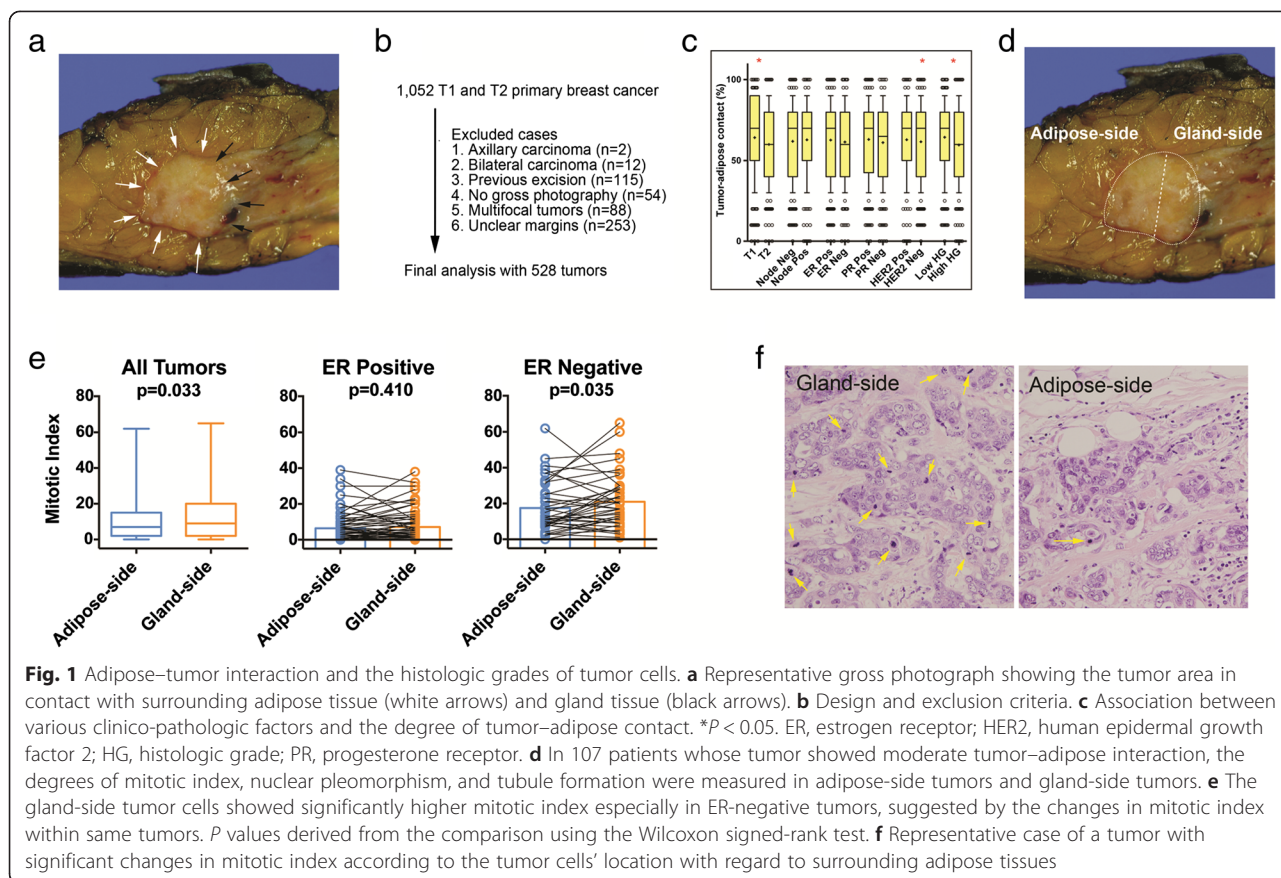 a
b
1,052 T1 and T2 primary breast cancer
Excluded cases
1. Axillary carcinoma (n=2)
2. Bilateral carcinoma (n=12)
3. Previous excision (n=115)
4. No gross photography (n=54)
5. Multifocal tumors (n=88)
6. Unclear margins (n=253)
Final analysis with 528 tumors
c
* * *
Tumor-adipose contact (%)
100
50
0
T1
T2
Node Neg
Node Pos
ER Pos
ER Neg
PR Pos
PR Neg
HER2 Pos
HER2 Neg
Low HG
High HG
d
Adipose-side
Gland-side
e
All Tumors
p=0.033
Mitotic Index
80
60
40
20
0
Adipose-side
Gland-side
ER Positive
p=0.410
80
60
40
20
0
Adipose-side
Gland-side
ER Negative
p=0.035
80
60
40
20
0
Adipose-side
Gland-side
f
Gland-side
Adipose-side
Fig. 1 Adipose–tumor interaction and the histologic grades of tumor cells. a Representative gross photograph showing the tumor area in
contact with surrounding adipose tissue (white arrows) and gland tissue (black arrows). b Design and exclusion criteria. c Association between
various clinico-pathologic factors and the degree of tumor–adipose contact. *P < 0.05. ER, estrogen receptor; HER2, human epidermal growth
factor 2; HG, histologic grade; PR, progesterone receptor. d In 107 patients whose tumor showed moderate tumor–adipose interaction, the
degrees of mitotic index, nuclear pleomorphism, and tubule formation were measured in adipose-side tumors and gland-side tumors. e The
gland-side tumor cells showed significantly higher mitotic index especially in ER-negative tumors, suggested by the changes in mitotic index
within same tumors. P values derived from the comparison using the Wilcoxon signed-rank test. f Representative case of a tumor with
significant changes in mitotic index according to the tumor cells' location with regard to surrounding adipose tissues